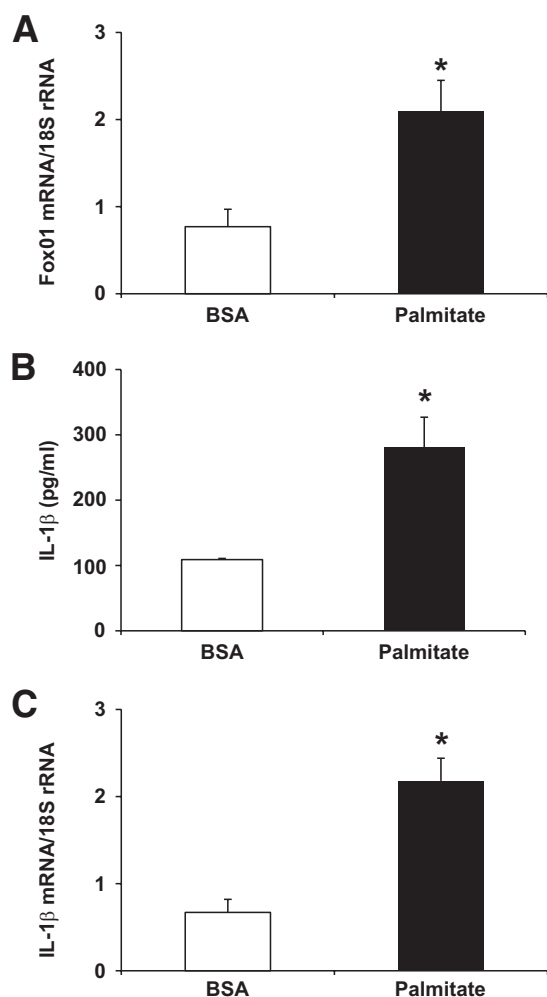 A
Fox01 mRNA/18S rRNA
3
2
1
0
*
BSA
Palmitate
B
IL-1β (pg/ml)
400
300
200
100
0
*
BSA
Palmitate
C
IL-1β mRNA/18S rRNA
3
2
1
0
*
BSA
Palmitate